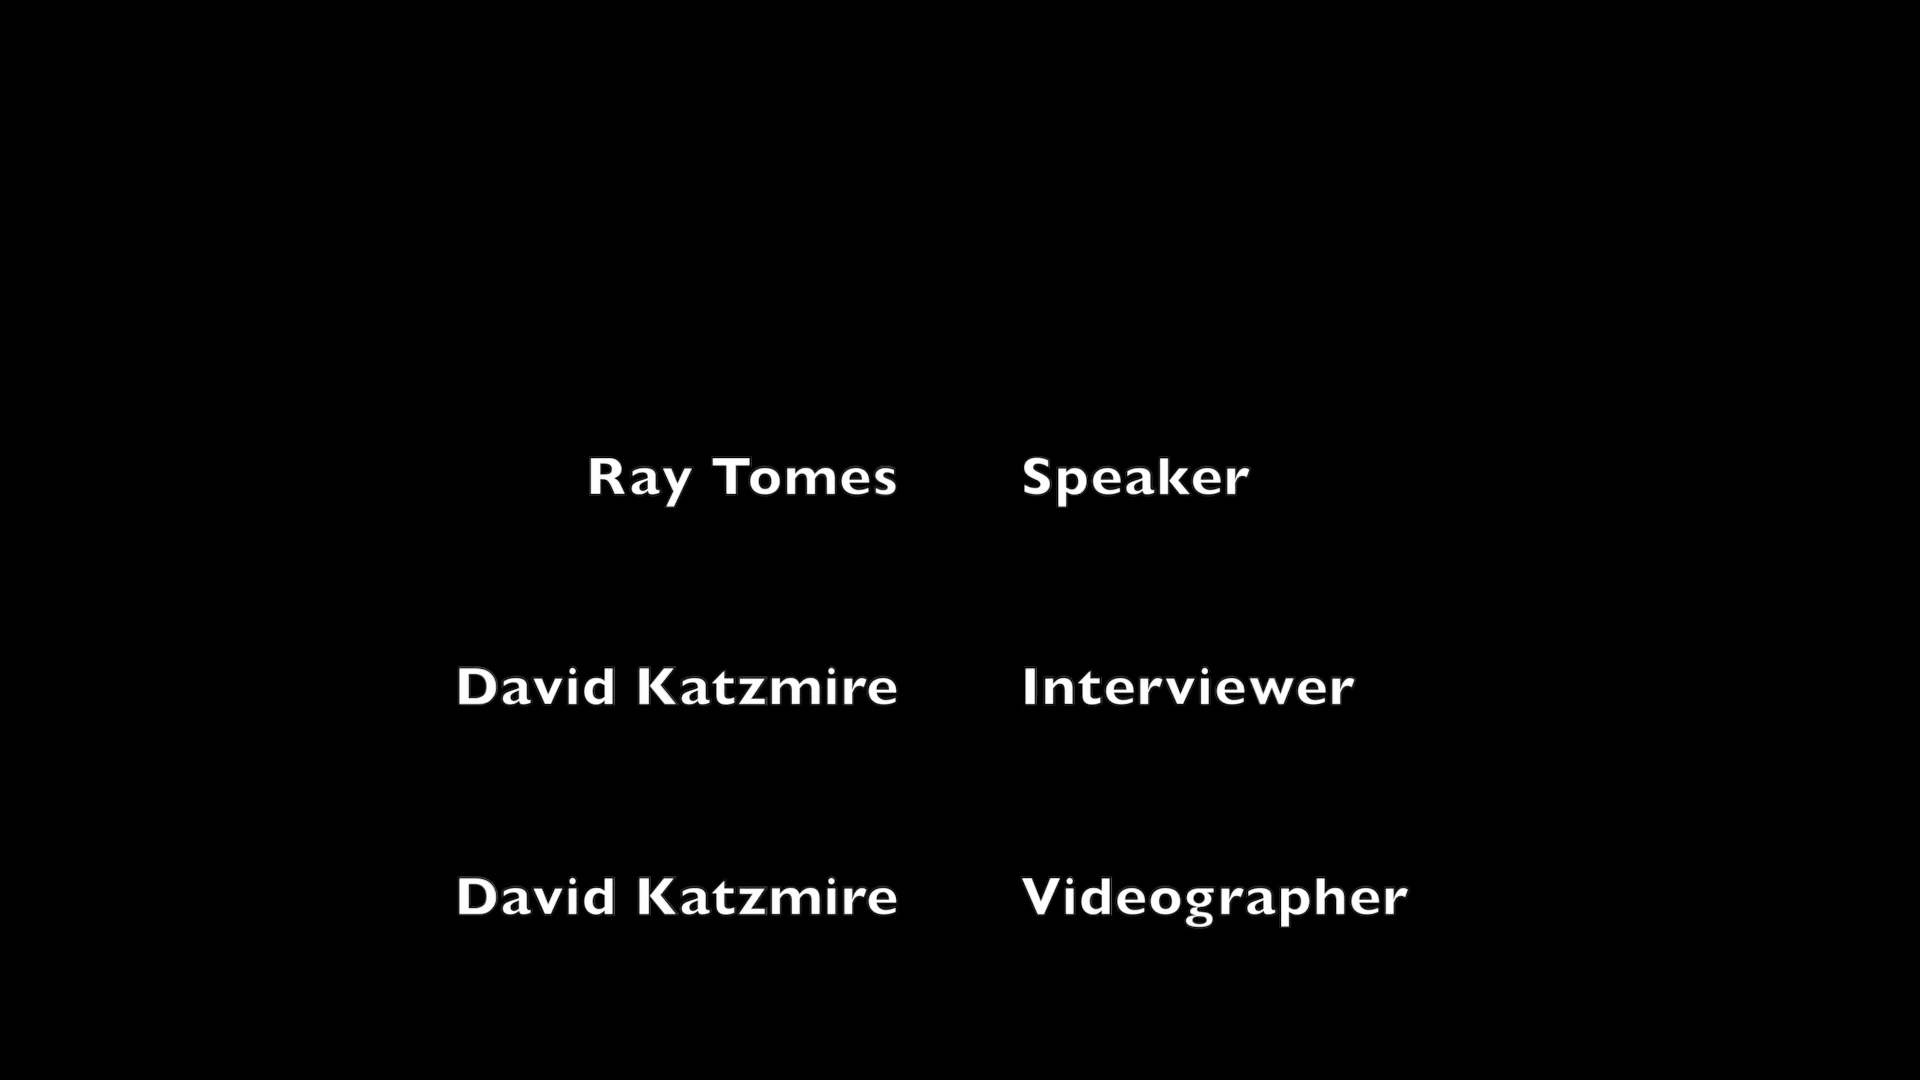 Ray Tomes Speaker
David Katzmire Interviewer
David Katzmire Videographer